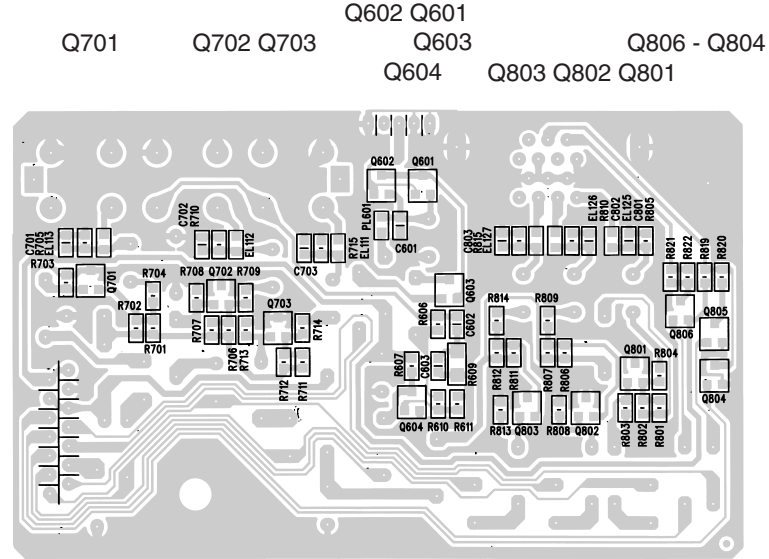 Q602 Q601
Q701 Q702 Q703 Q603 Q806 - Q804
Q604 Q803 Q802 Q801
Q602 Q601
C701
R705
EL113
C702
R710
EL112
C703
R715
EL111
PL601
C601
C803
R815
EL127
EL126
R810
C802
EL125
C801
R805
R821
R822
R819
R820
R703
Q701
R704
R708
Q702
R709
Q603
R702
R701
R707
R706
R713
Q703
R714
R606
C602
R814
R809
Q806
Q805
R712
R711
R607
C603
R609
R812
R811
R807
R806
Q801
R804
Q804
Q604
R610
R611
R813
Q803
R808
Q802
R803
R802
R801